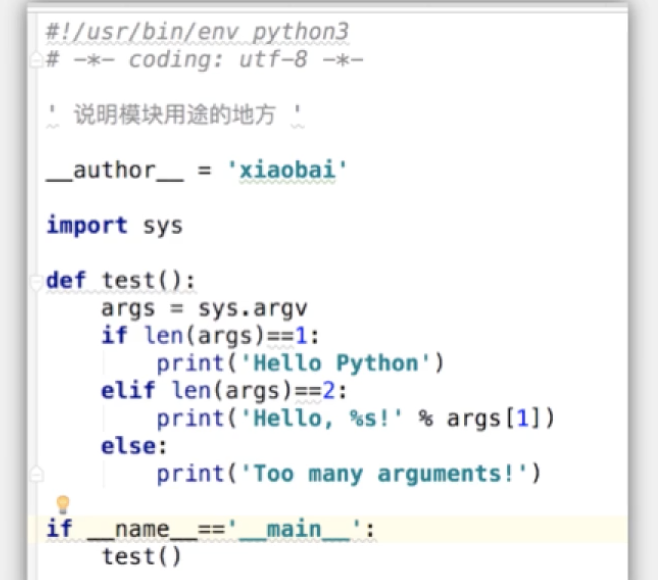 #!/usr/bin/env python3
# -*- coding: utf-8 -*-
' 说明模块用途的地方 '
__author__ = 'xiaobai'
import sys
def test():
    args = sys.argv
    if len(args)==1:
        print('Hello Python')
    elif len(args)==2:
        print('Hello, %s!' % args[1])
    else:
        print('Too many arguments!')
if __name__=='__main__':
    test()